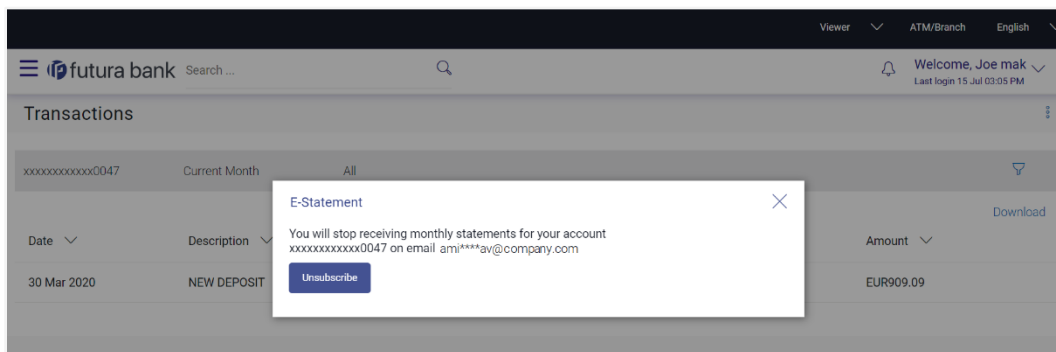 Viewer ATM/Branch English
futura bank Search ... Welcome, Joe mak
Last login 15 Jul 03:05 PM
Transactions
xxxxxxxxxxxx0047 Current Month All
E-Statement
Download
You will stop receiving monthly statements for your account
xxxxxxxxxxxx0047 on email ami****av@company.com
Date Description Amount
Unsubscribe
30 Mar 2020 NEW DEPOSIT EUR909.09